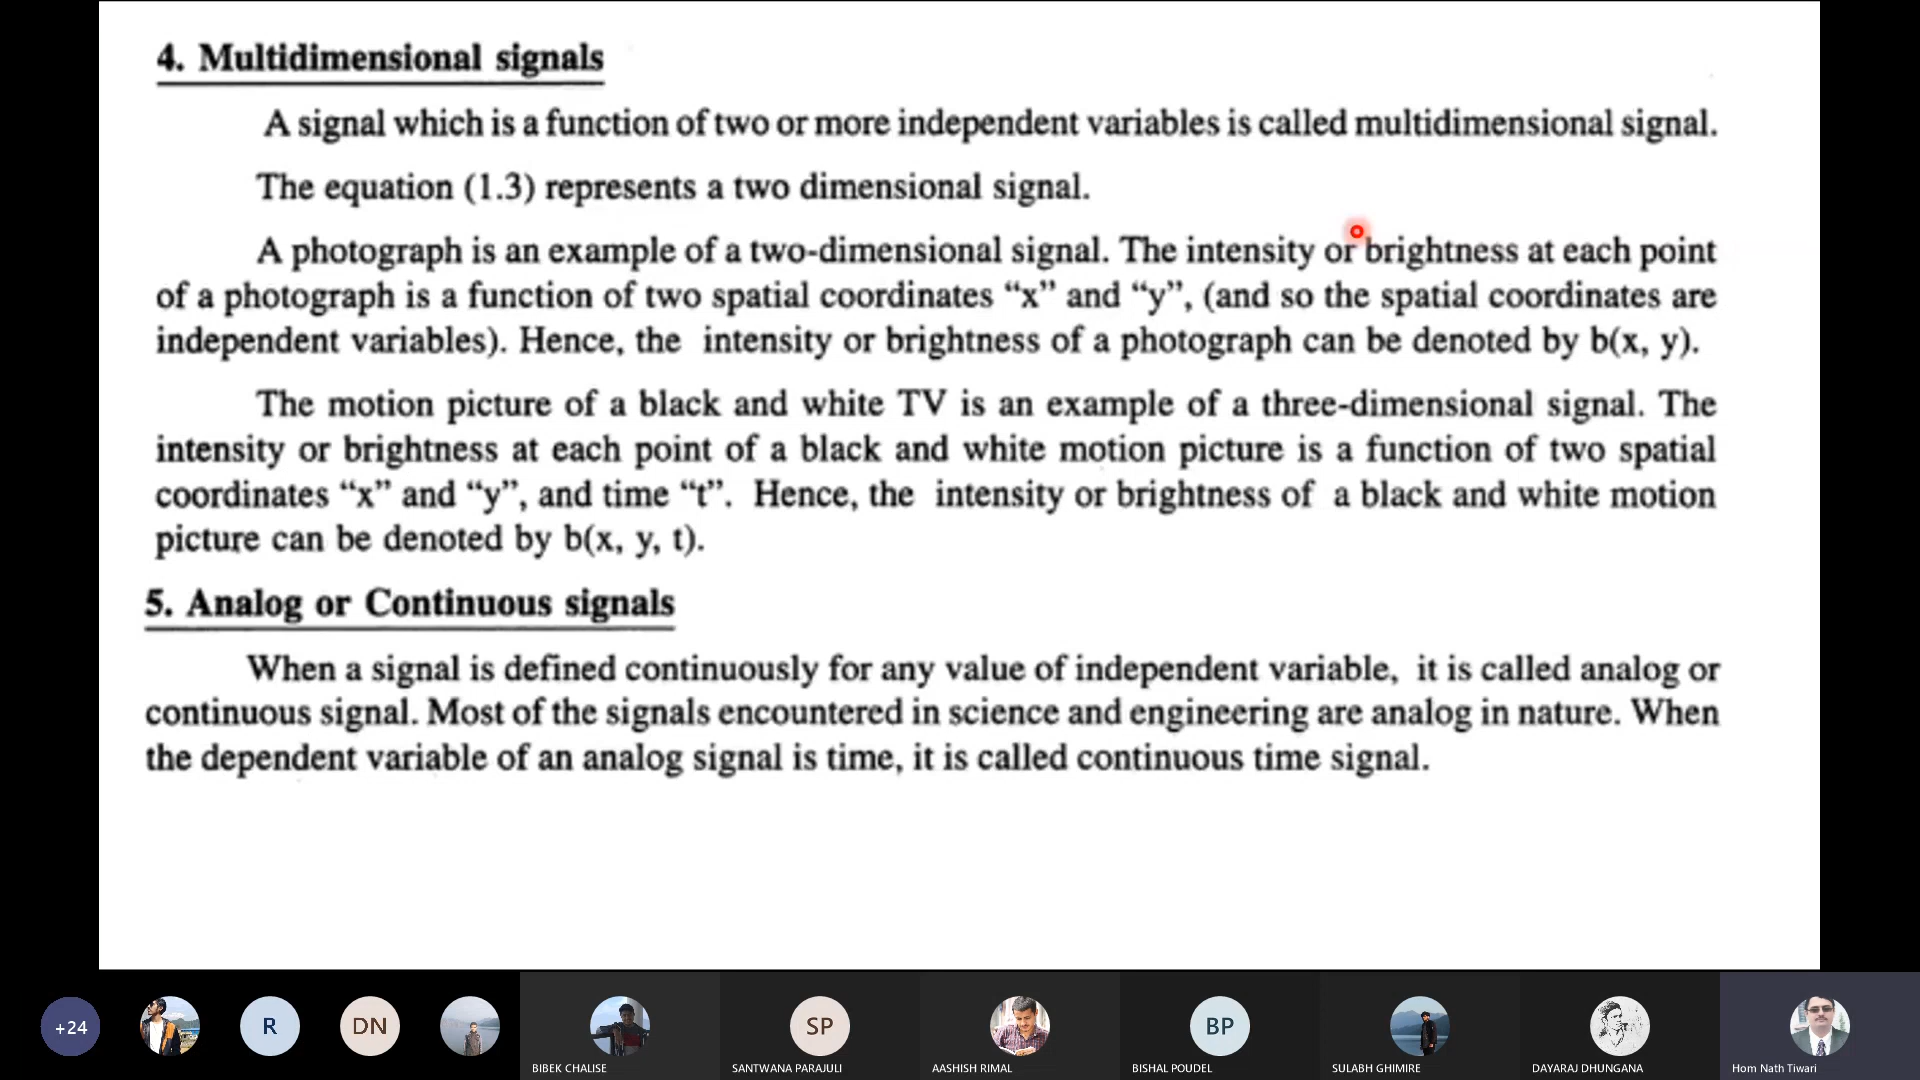 4. Multidimensional signals
A signal which is a function of two or more independent variables is called multidimensional signal.
The equation (1.3) represents a two dimensional signal.
A photograph is an example of a two-dimensional signal. The intensity or brightness at each point
of a photograph is a function of two spatial coordinates “x” and “y”, (and so the spatial coordinates are
independent variables). Hence, the intensity or brightness of a photograph can be denoted by b(x, y).
The motion picture of a black and white TV is an example of a three-dimensional signal. The
intensity or brightness at each point of a black and white motion picture is a function of two spatial
coordinates “x” and “y”, and time “t”. Hence, the intensity or brightness of a black and white motion
picture can be denoted by b(x, y, t).
5. Analog or Continuous signals
When a signal is defined continuously for any value of independent variable, it is called analog or
continuous signal. Most of the signals encountered in science and engineering are analog in nature. When
the dependent variable of an analog signal is time, it is called continuous time signal.
+24
R
DN
SP
BP
BIBEK CHALISE
SANTWANA PARAJULI
AASHISH RIMAL
BISHAL POUDEL
SULABH GHIMIRE
DAYARAJ DHUNGANA
Hom Nath Tiwari